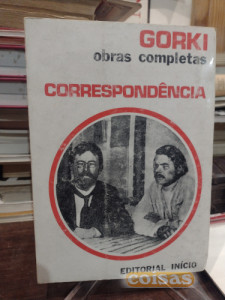 GORKI
obras completas
CORRESPONDÊNCIA
EDITORIAL INÍCIO
coisas